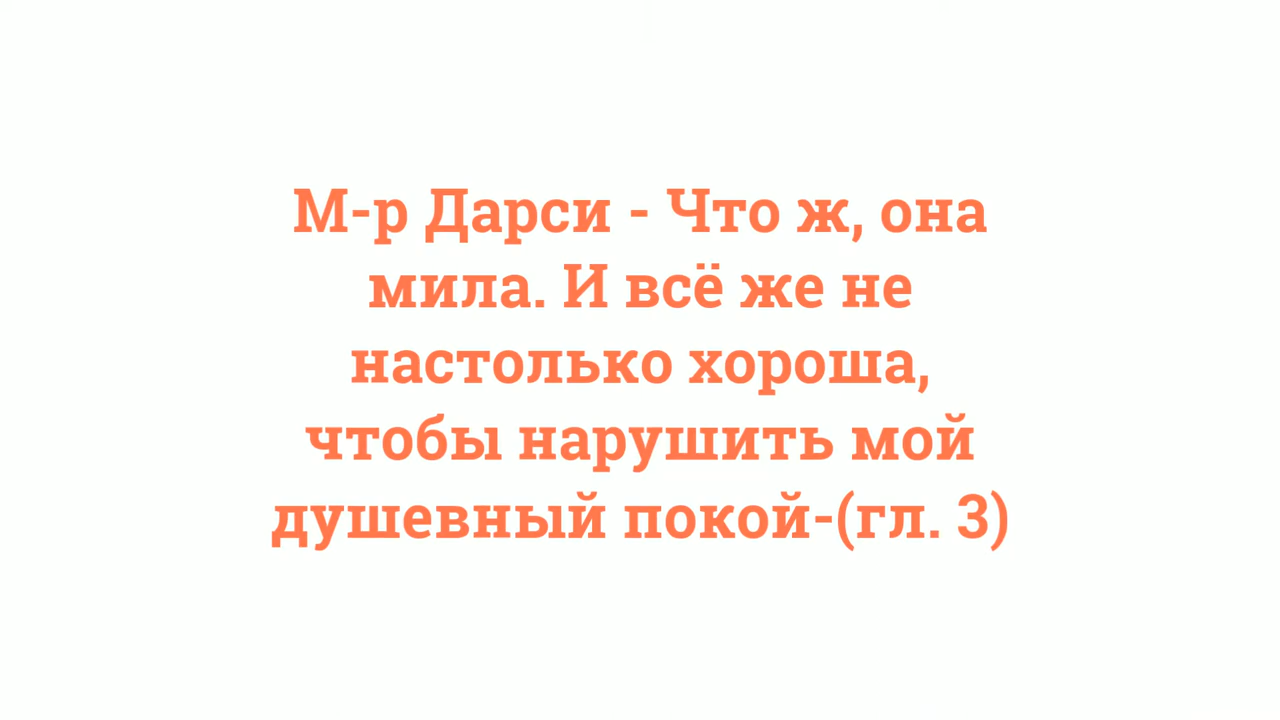 М-р Дарси - Что ж, она
мила. И всё же не
настолько хороша,
чтобы нарушить мой
душевный покой-(гл. 3)